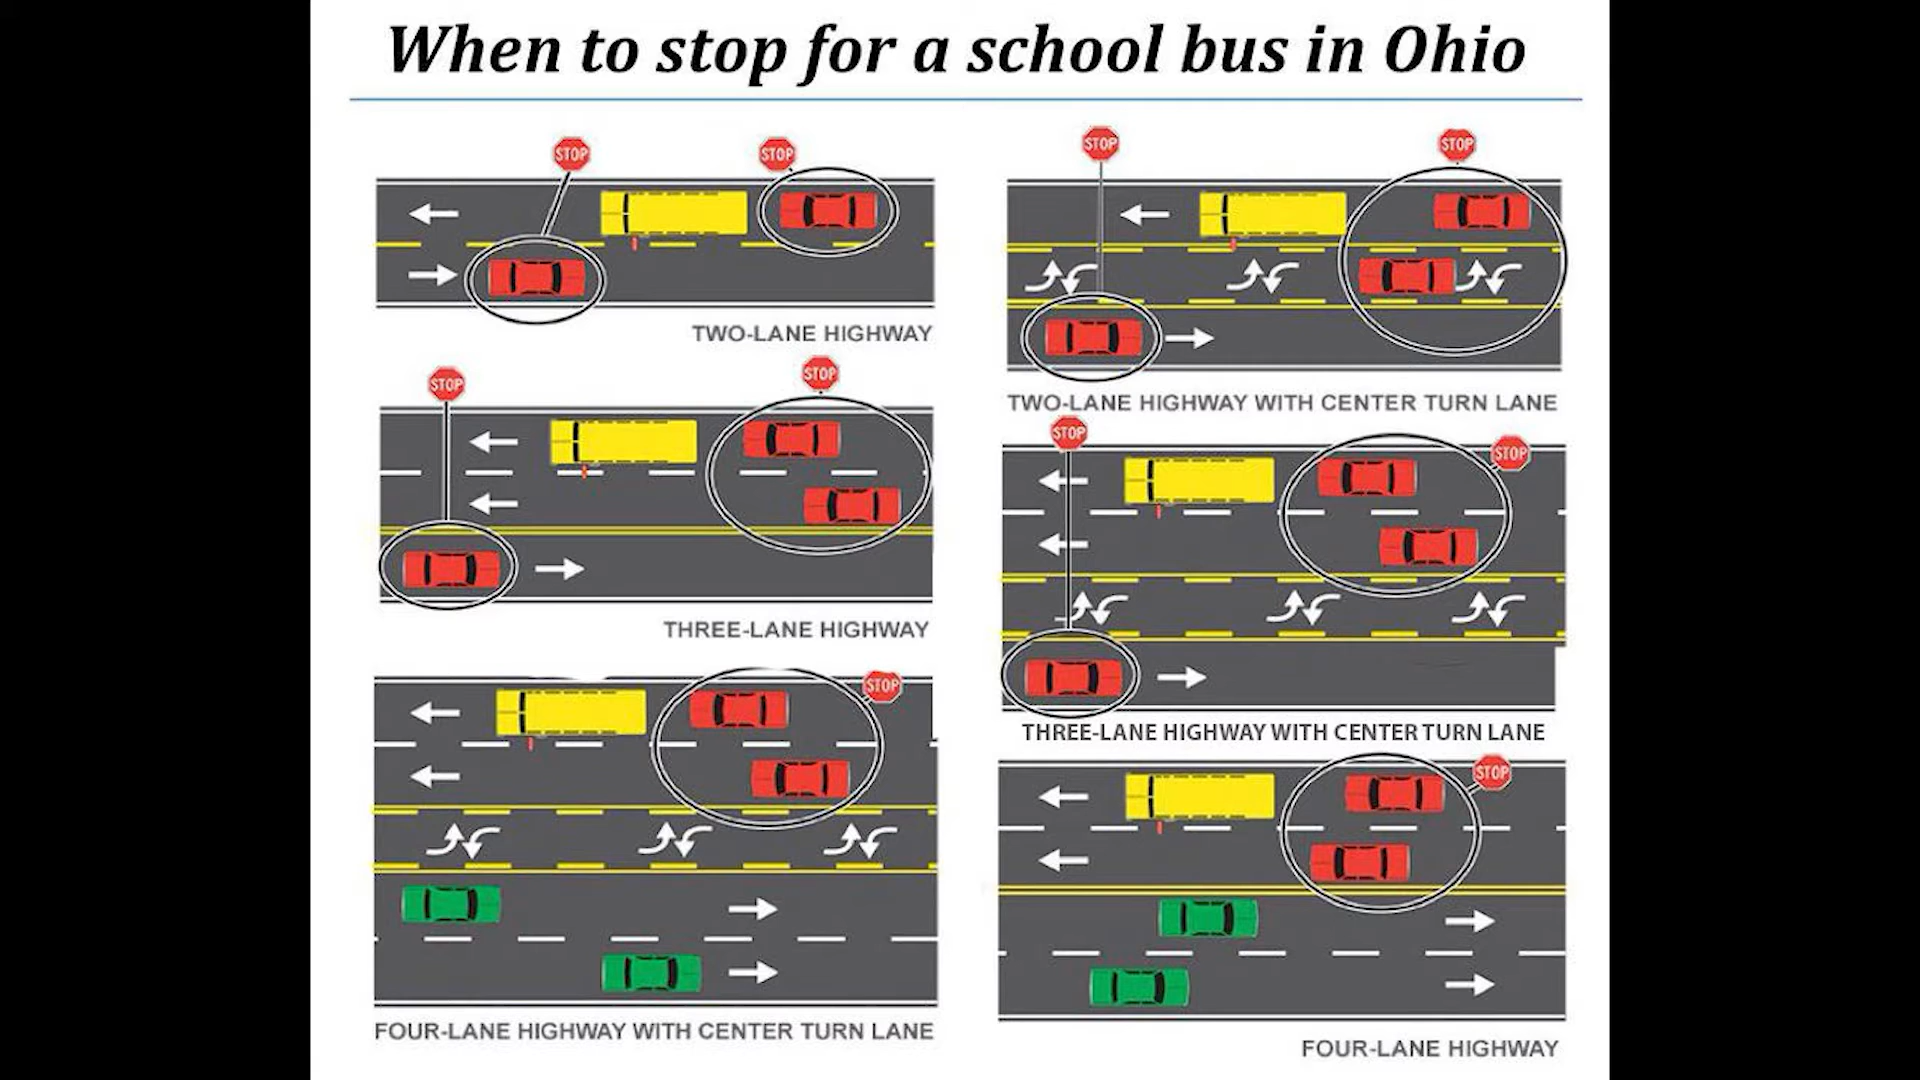 When to stop for a school bus in Ohio
STOP
STOP
TWO-LANE HIGHWAY
STOP
STOP
TWO-LANE HIGHWAY WITH CENTER TURN LANE
STOP
STOP
THREE-LANE HIGHWAY
STOP
STOP
THREE-LANE HIGHWAY WITH CENTER TURN LANE
STOP
FOUR-LANE HIGHWAY WITH CENTER TURN LANE
STOP
FOUR-LANE HIGHWAY